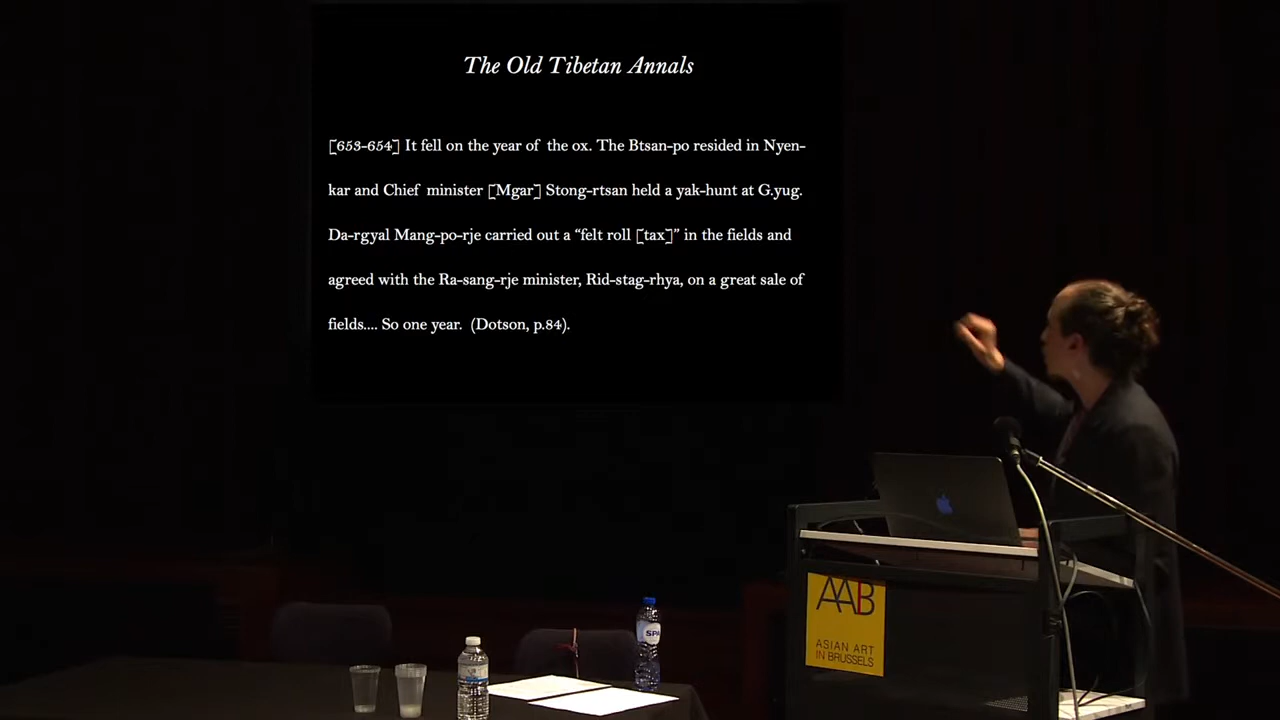 The Old Tibetan Annals
[653-654] It fell on the year of the ox. The Btsan-po resided in Nyen-
kar and Chief minister [Mgar] Stong-rtsan held a yak-hunt at G.yug.
Da-rgyal Mang-po-rje carried out a “felt roll [tax]” in the fields and
agreed with the Ra-sang-rje minister, Rid-stag-rhya, on a great sale of
fields.... So one year. (Dotson, p.84).
AAB
ASIAN ART
IN BRUSSELS
SPA